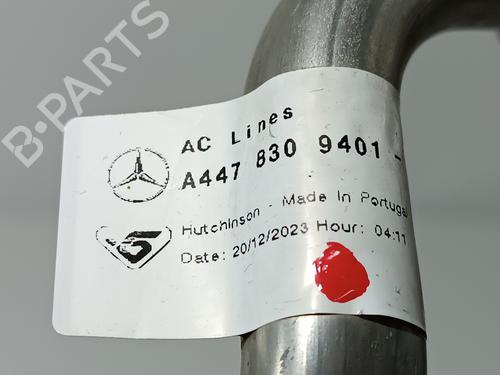 B-PARTS
AC Lines
A447 830 9401 -
Hutchinson - Made In Portugal
Date: 20/12/2023 Hour: 04:11